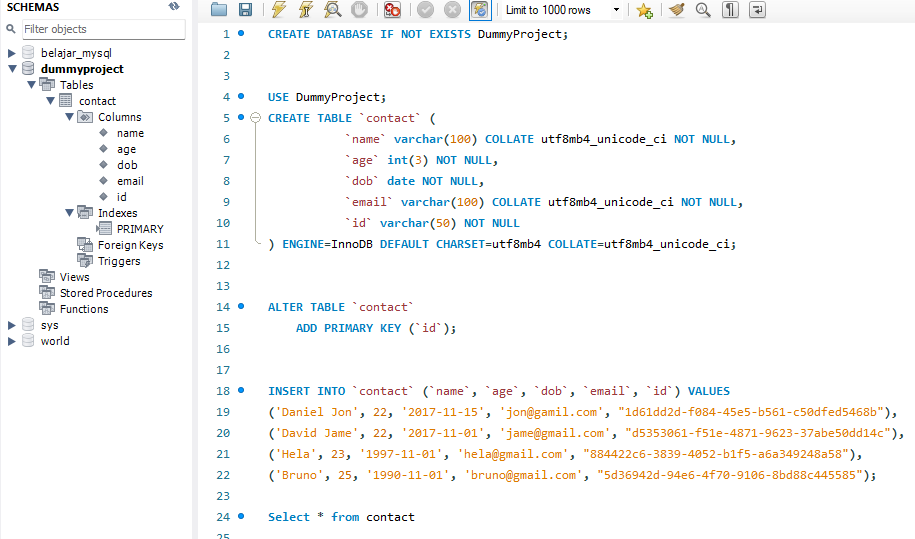 SCHEMAS
Filter objects
belajar_mysql
dummyproject
Tables
contact
Columns
name
age
dob
email
id
Indexes
PRIMARY
Foreign Keys
Triggers
Views
Stored Procedures
Functions
sys
world
Limit to 1000 rows
1 CREATE DATABASE IF NOT EXISTS DummyProject;
2
3
4 USE DummyProject;
5 CREATE TABLE `contact` (
6 `name` varchar(100) COLLATE utf8mb4_unicode_ci NOT NULL,
7 `age` int(3) NOT NULL,
8 `dob` date NOT NULL,
9 `email` varchar(100) COLLATE utf8mb4_unicode_ci NOT NULL,
10 `id` varchar(50) NOT NULL
11 ) ENGINE=InnoDB DEFAULT CHARSET=utf8mb4 COLLATE=utf8mb4_unicode_ci;
12
13
14 ALTER TABLE `contact`
15 ADD PRIMARY KEY (`id`);
16
17
18 INSERT INTO `contact` (`name`, `age`, `dob`, `email`, `id`) VALUES
19 ('Daniel Jon', 22, '2017-11-15', 'jon@gamil.com', "1d61dd2d-f084-45e5-b561-c50dfed5468b"),
20 ('David Jame', 22, '2017-11-01', 'jame@gmail.com', "d5353061-f51e-4871-9623-37abe50dd14c"),
21 ('Hela', 23, '1997-11-01', 'hela@gmail.com', "884422c6-3839-4052-b1f5-a6a349248a58"),
22 ('Bruno', 25, '1990-11-01', 'bruno@gmail.com', "5d36942d-94e6-4f70-9106-8bd88c445585");
23
24 Select * from contact
25